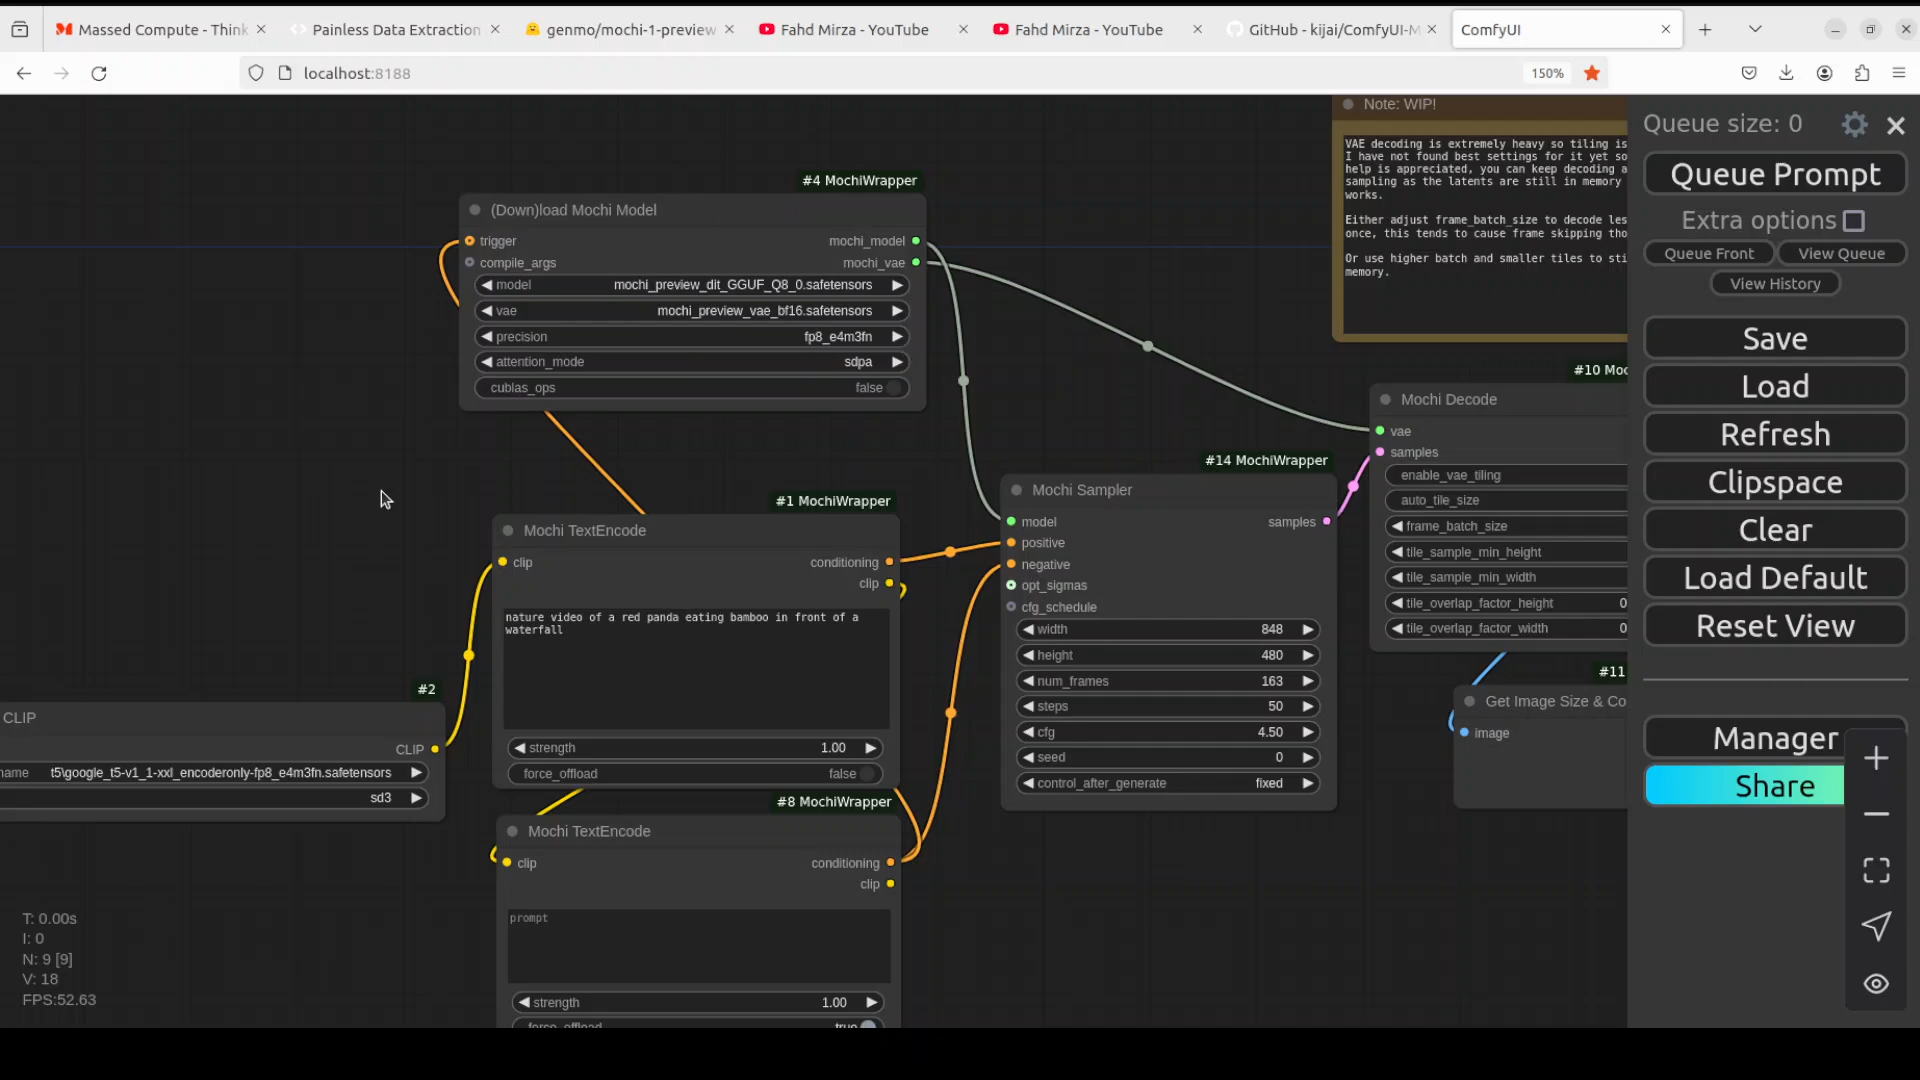 Massed Compute - Think
Painless Data Extraction
genmo/mochi-1-preview
Fahd Mirza - YouTube
Fahd Mirza - YouTube
GitHub - kijai/ComfyUI-M
ComfyUI
localhost:8188
150%
#4 MochiWrapper
(Down)load Mochi Model
trigger
mochi_model
compile_args
mochi_vae
model mochi_preview_dit_GGUF_Q8_0.safetensors
vae mochi_preview_vae_bf16.safetensors
precision fp8_e4m3fn
attention_mode sdpa
cublas_ops false
Note: WIP!
VAE decoding is extremely heavy so tiling is
I have not found best settings for it yet so
help is appreciated, you can keep decoding a
sampling as the latents are still in memory
works.
Either adjust frame_batch_size to decode les
once, this tends to cause frame skipping tho
Or use higher batch and smaller tiles to sti
memory.
#1 MochiWrapper
Mochi TextEncode
clip
conditioning
clip
nature video of a red panda eating bamboo in front of a
waterfall
strength 1.00
force_offload false
#2
CLIP
CLIP
name t5\google_t5-v1_1-xxl_encoderonly-fp8_e4m3fn.safetensors
sd3
#8 MochiWrapper
Mochi TextEncode
clip
conditioning
clip
prompt
strength 1.00
force_offload true
#14 MochiWrapper
Mochi Sampler
model
samples
positive
negative
opt_sigmas
cfg_schedule
width 848
height 480
num_frames 163
steps 50
cfg 4.50
seed 0
control_after_generate fixed
#10 Moc
Mochi Decode
vae
samples
enable_vae_tiling
auto_tile_size
frame_batch_size
tile_sample_min_height
tile_sample_min_width
tile_overlap_factor_height 0
tile_overlap_factor_width 0
#11
Get Image Size & Co
image
T: 0.00s
I: 0
N: 9 [9]
V: 18
FPS:52.63
Queue size: 0
Queue Prompt
Extra options
Queue Front
View Queue
View History
Save
Load
Refresh
Clipspace
Clear
Load Default
Reset View
Manager
Share